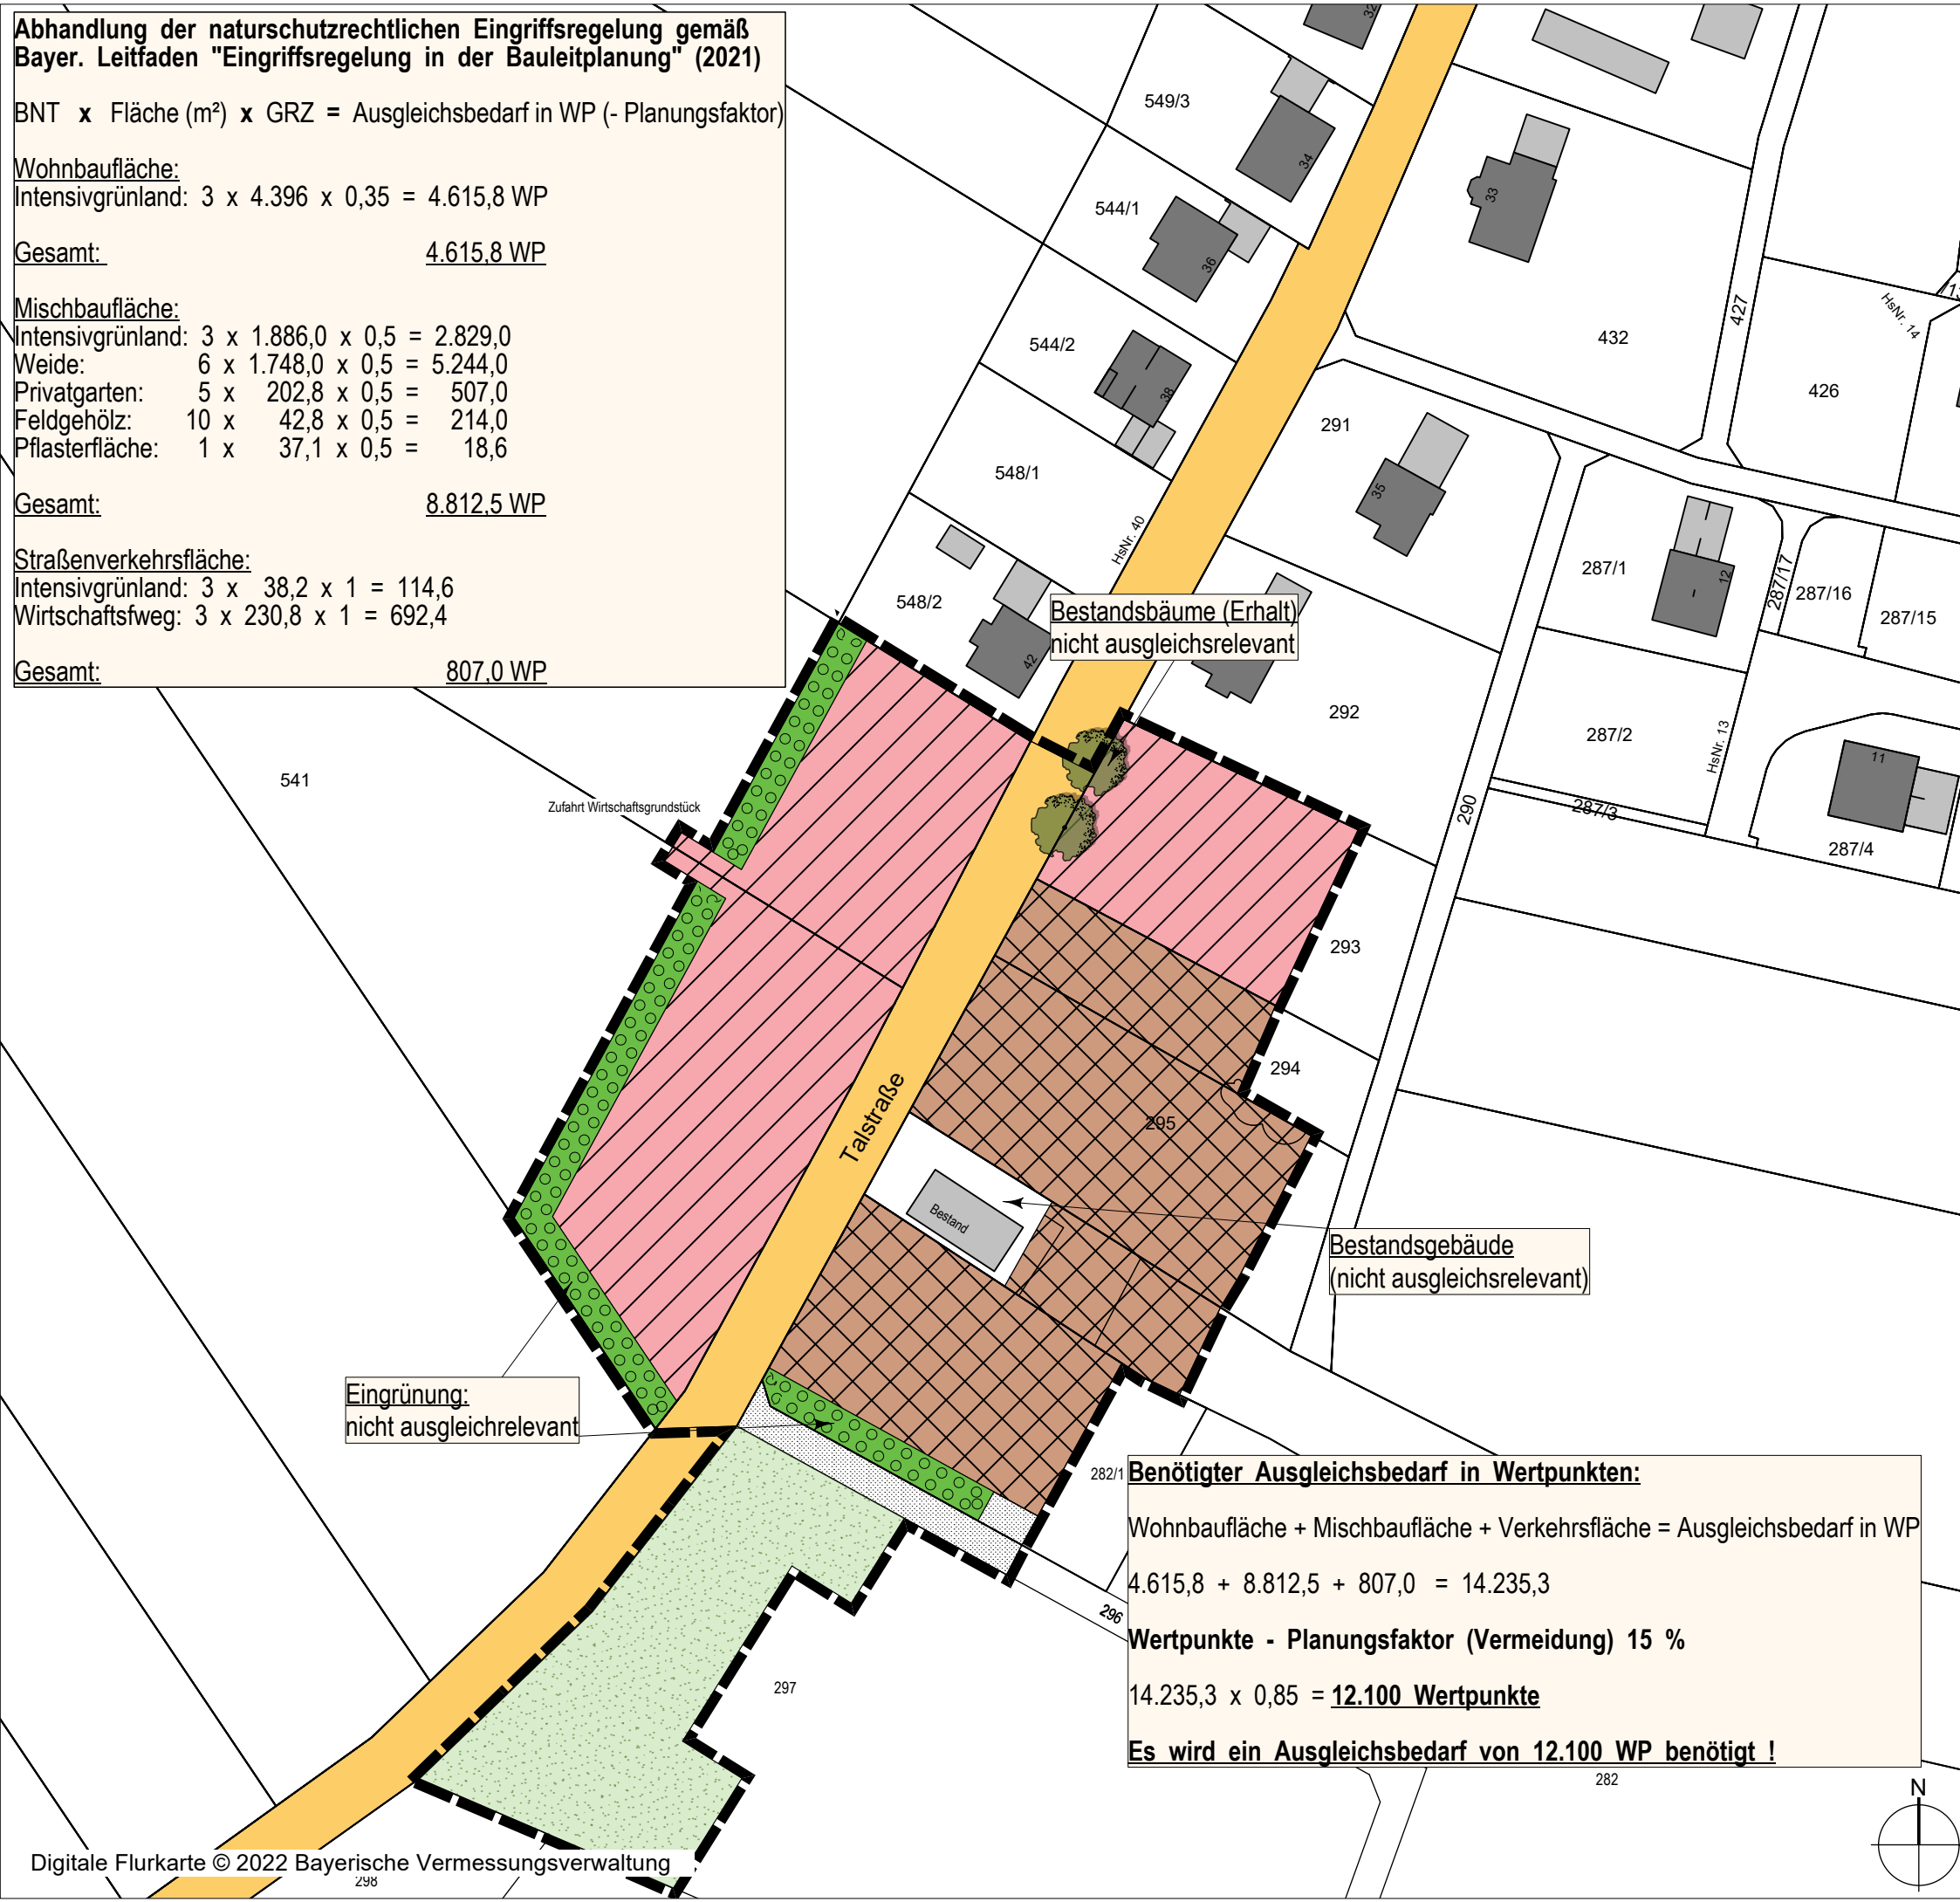 Abhandlung der naturschutzrechtlichen Eingriffsregelung gemäß
Bayer. Leitfaden "Eingriffsregelung in der Bauleitplanung" (2021)
BNT x Fläche (m²) x GRZ = Ausgleichsbedarf in WP (- Planungsfaktor)
Wohnbaufläche:
Intensivgrünland: 3 x 4.396 x 0,35 = 4.615,8 WP
Gesamt: 4.615,8 WP
Mischbaufläche:
Intensivgrünland: 3 x 1.886,0 x 0,5 = 2.829,0
Weide: 6 x 1.748,0 x 0,5 = 5.244,0
Privatgarten: 5 x 202,8 x 0,5 = 507,0
Feldgehölz: 10 x 42,8 x 0,5 = 214,0
Pflasterfläche: 1 x 37,1 x 0,5 = 18,6
Gesamt: 8.812,5 WP
Straßenverkehrsfläche:
Intensivgrünland: 3 x 38,2 x 1 = 114,6
Wirtschaftsfweg: 3 x 230,8 x 1 = 692,4
Gesamt: 807,0 WP
32
549/3
34
33
544/1
36
427
HsNr. 14
432
544/2
38
426
291
548/1
35
HsNr. 40
287/1
12
287/17
287/16
287/15
548/2
42
Bestandsbäume (Erhalt)
nicht ausgleichsrelevant
292
287/2
HsNr. 13
11
541
Zufahrt Wirtschaftsgrundstück
290
287/3
287/4
293
294
295
Talstraße
Bestand
Bestandsgebäude
(nicht ausgleichsrelevant)
Eingrünung:
nicht ausgleichrelevant
282/1
Benötigter Ausgleichsbedarf in Wertpunkten:
Wohnbaufläche + Mischbaufläche + Verkehrsfläche = Ausgleichsbedarf in WP
4.615,8 + 8.812,5 + 807,0 = 14.235,3
Wertpunkte - Planungsfaktor (Vermeidung) 15 %
14.235,3 x 0,85 = 12.100 Wertpunkte
Es wird ein Ausgleichsbedarf von 12.100 WP benötigt !
296
297
282
N
Digitale Flurkarte © 2022 Bayerische Vermessungsverwaltung
298